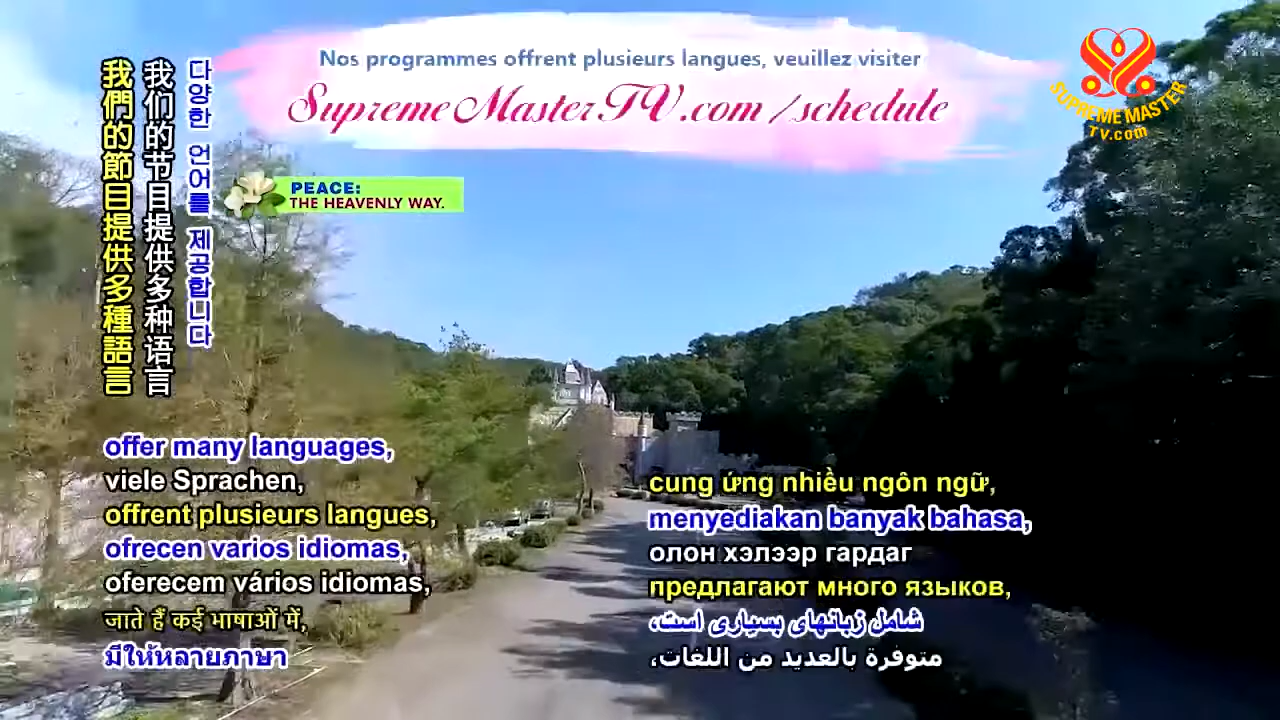 Nos programmes offrent plusieurs langues, veuillez visiter
SupremeMasterTV.com/schedule
SUPREME MASTER
TV.com
PEACE:
THE HEAVENLY WAY.
다양한 언어를 제공합니다
我们的节目提供多种语言
我們的節目提供多種語言
offer many languages,
viele Sprachen,
offrent plusieurs langues,
ofrecen varios idiomas,
oferecem vários idiomas,
जाते हैं कई भाषाओं में,
มีให้หลายภาษา
cung ứng nhiều ngôn ngữ,
menyediakan banyak bahasa,
олон хэлээр гардаг
предлагают много языков,
شامل زبانهای بسیاری است،
متوفرة بالعديد من اللغات،